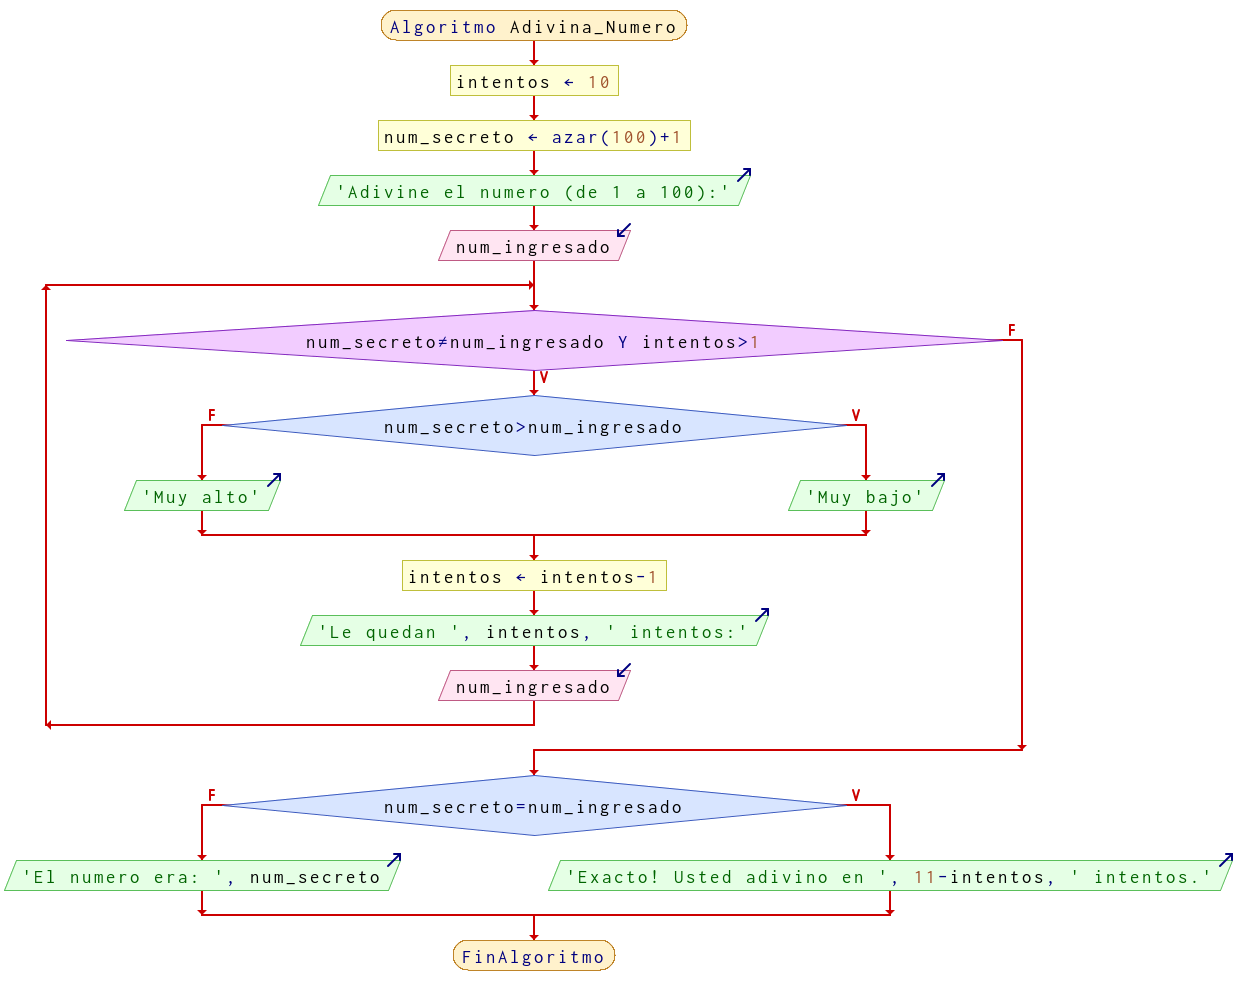 Algoritmo Adivina_Numero
intentos ← 10
num_secreto ← azar(100)+1
'Adivine el numero (de 1 a 100):'
num_ingresado
num_secreto≠num_ingresado Y intentos>1
F
V
num_secreto>num_ingresado
F
V
'Muy alto'
'Muy bajo'
intentos ← intentos-1
'Le quedan ', intentos, ' intentos:'
num_ingresado
num_secreto=num_ingresado
F
V
'El numero era: ', num_secreto
'Exacto! Usted adivino en ', 11-intentos, ' intentos.'
FinAlgoritmo